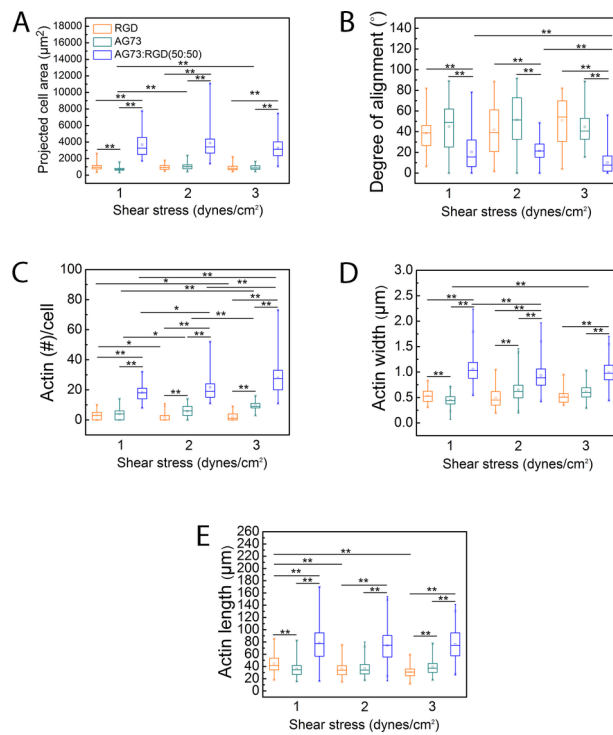 A
Projected cell area (µm²)
14000
12000
10000
8000
6000
4000
2000
0
RGD
AG73
AG73:RGD(50:50)
** ** ** ** ** ** ** ** ** **
1 2 3
Shear stress (dynes/cm²)
B
Degree of alignment (°)
140
120
100
80
60
40
20
0
** ** ** ** ** ** ** **
1 2 3
Shear stress (dynes/cm²)
C
Actin (#)/cell
100
80
60
40
20
0
** * ** ** * ** ** ** * ** * ** * ** ** **
1 2 3
Shear stress (dynes/cm²)
D
Actin width (µm)
3.0
2.5
2.0
1.5
1.0
0.5
0.0
** ** ** ** ** ** ** ** ** **
1 2 3
Shear stress (dynes/cm²)
E
Actin length (µm)
260
240
220
200
180
160
140
120
100
80
60
40
20
0
** ** ** ** ** ** ** ** ** **
1 2 3
Shear stress (dynes/cm²)